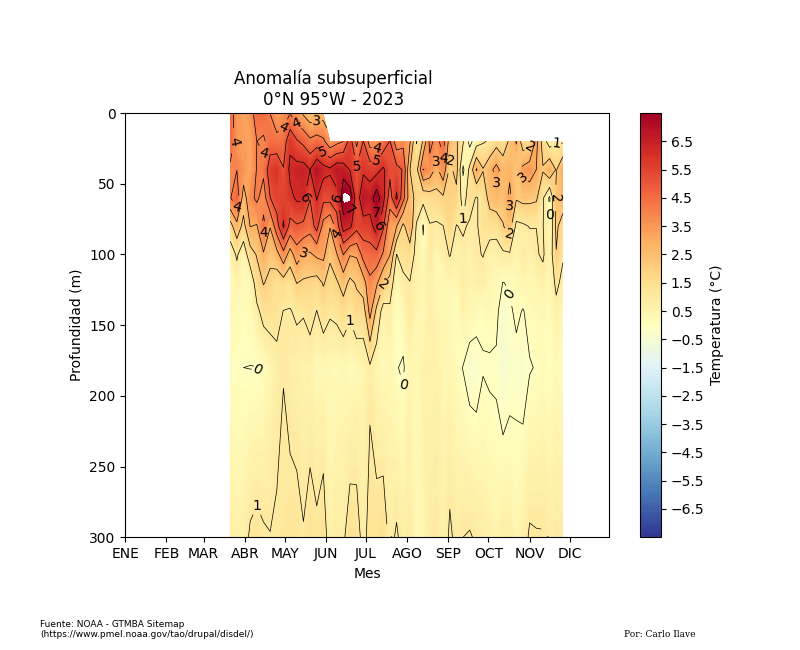 Anomalía subsuperficial
0°N 95°W - 2023
0
50
100
150
200
250
300
Profundidad (m)
ENE FEB MAR ABR MAY JUN JUL AGO SEP OCT NOV DIC
Mes
6.5
5.5
4.5
3.5
2.5
1.5
0.5
−0.5
−1.5
−2.5
−3.5
−4.5
−5.5
−6.5
Temperatura (°C)
Fuente: NOAA - GTMBA Sitemap
(https://www.pmel.noaa.gov/tao/drupal/disdel/)
Por: Carlo Ilave